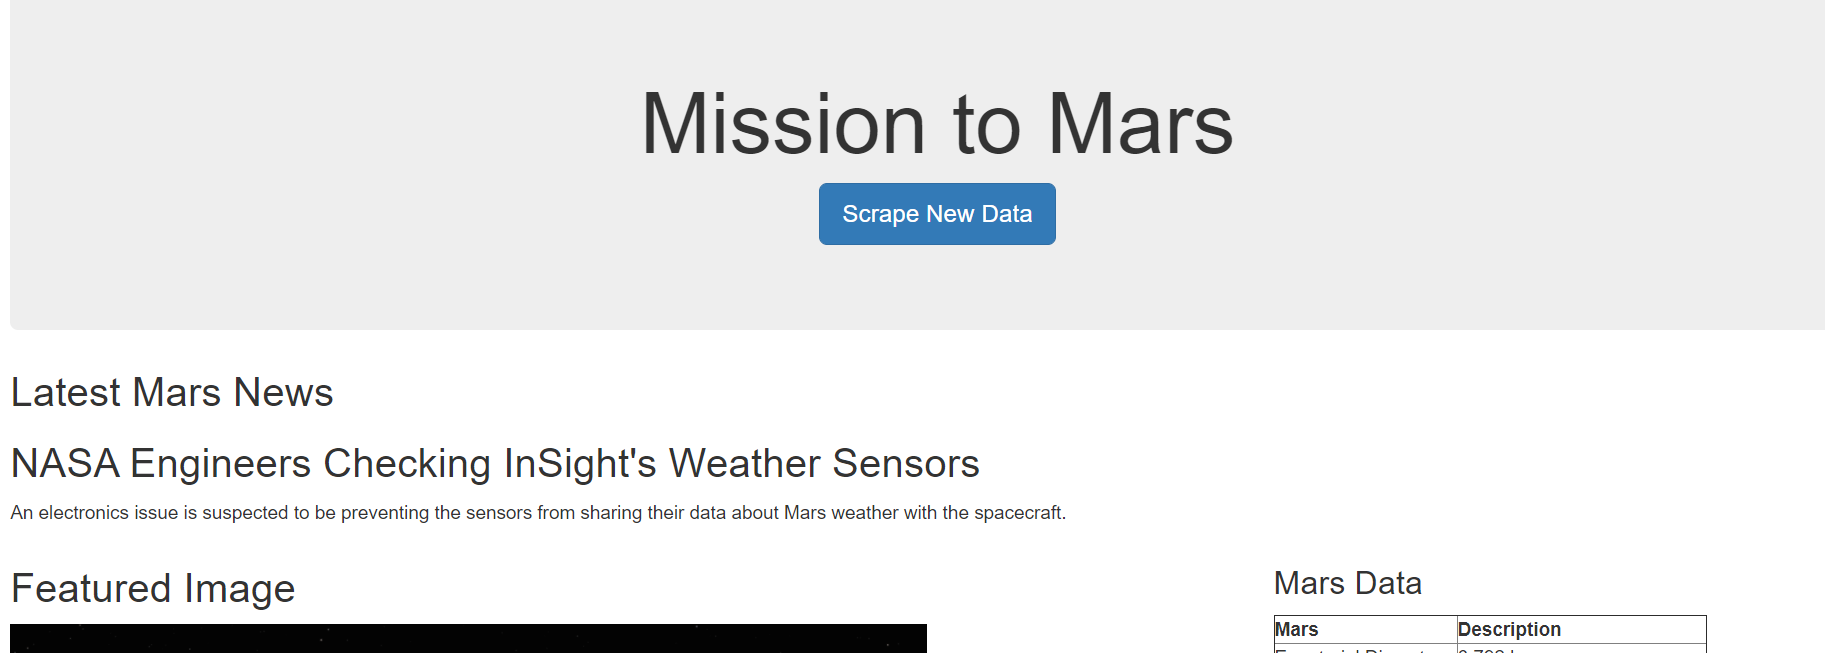 Mission to Mars
Scrape New Data
Latest Mars News
NASA Engineers Checking InSight's Weather Sensors
An electronics issue is suspected to be preventing the sensors from sharing their data about Mars weather with the spacecraft.
Featured Image
Mars Data
Mars Description